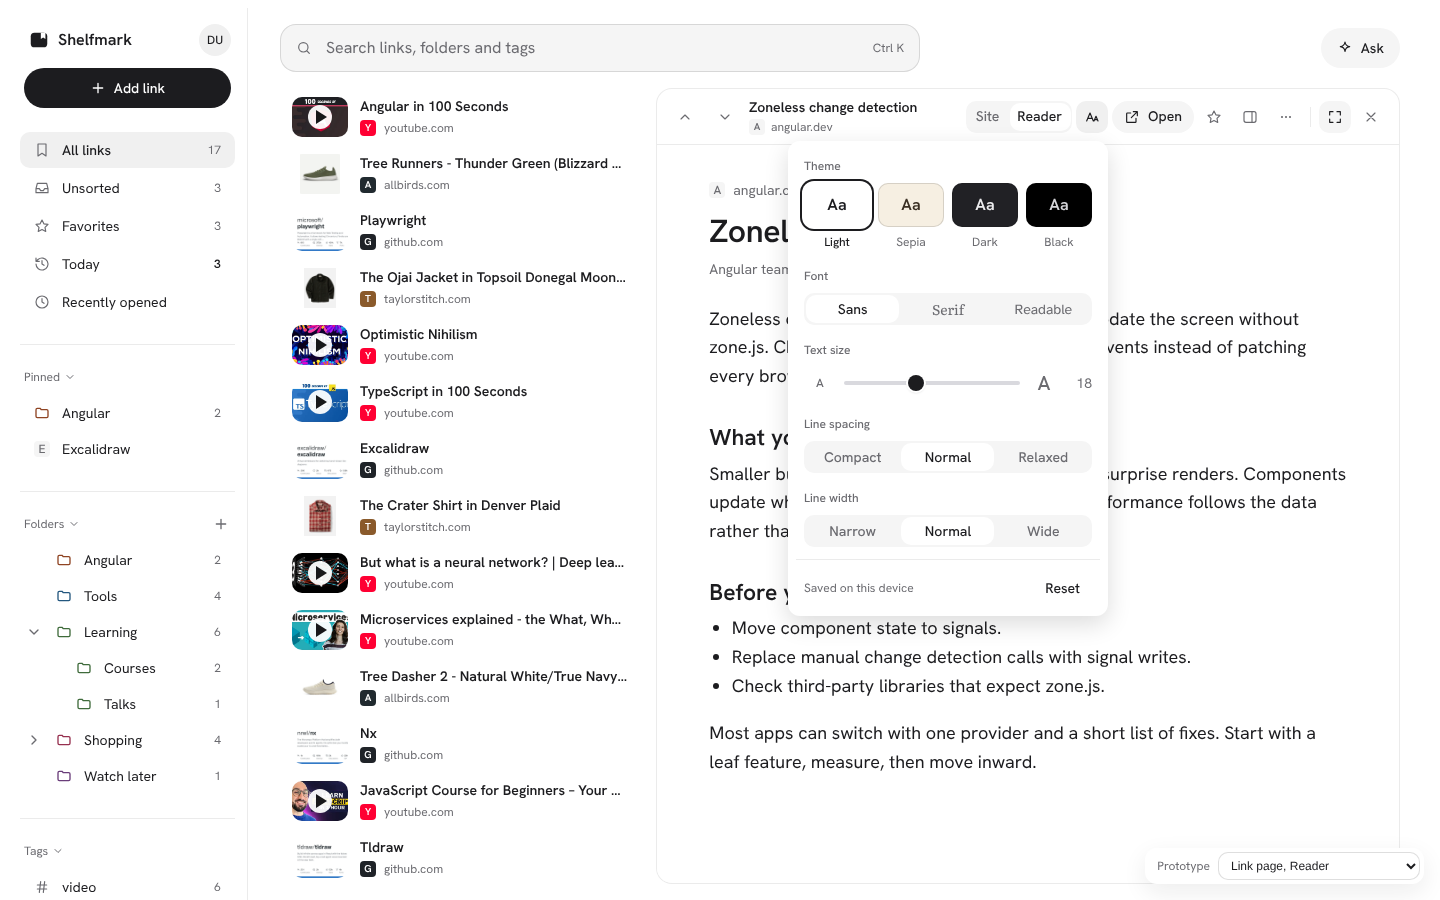 Shelfmark
DU
Add link
All links 17
Unsorted 3
Favorites 3
Today 3
Recently opened
Pinned
Angular 2
E Excalidraw
Folders
Angular 2
Tools 4
Learning 6
Courses 2
Talks 1
Shopping 4
Watch later 1
Tags
# video 6
Search links, folders and tags Ctrl K
Ask
Angular in 100 Seconds
Y youtube.com
Tree Runners - Thunder Green (Blizzard ...
A allbirds.com
Playwright
G github.com
The Ojai Jacket in Topsoil Donegal Moon...
T taylorstitch.com
Optimistic Nihilism
Y youtube.com
TypeScript in 100 Seconds
Y youtube.com
Excalidraw
G github.com
The Crater Shirt in Denver Plaid
T taylorstitch.com
But what is a neural network? | Deep lea...
Y youtube.com
Microservices explained - the What, Wh...
Y youtube.com
Tree Dasher 2 - Natural White/True Navy...
A allbirds.com
Nx
G github.com
JavaScript Course for Beginners – Your ...
Y youtube.com
Tldraw
G github.com
Zoneless change detection
A angular.dev
Site Reader AA Open
A angular.d
Zonel
Angular team
Zoneless date the screen without
zone.js. vents instead of patching
every
What
Smaller surprise renders. Components
update formance follows the data
rather
Before
• Move component state to signals.
• Replace manual change detection calls with signal writes.
• Check third-party libraries that expect zone.js.
Most apps can switch with one provider and a short list of fixes. Start with a
leaf feature, measure, then move inward.
Theme
Aa Aa Aa Aa
Light Sepia Dark Black
Font
Sans Serif Readable
Text size
A A 18
Line spacing
Compact Normal Relaxed
Line width
Narrow Normal Wide
Saved on this device Reset
Prototype Link page, Reader